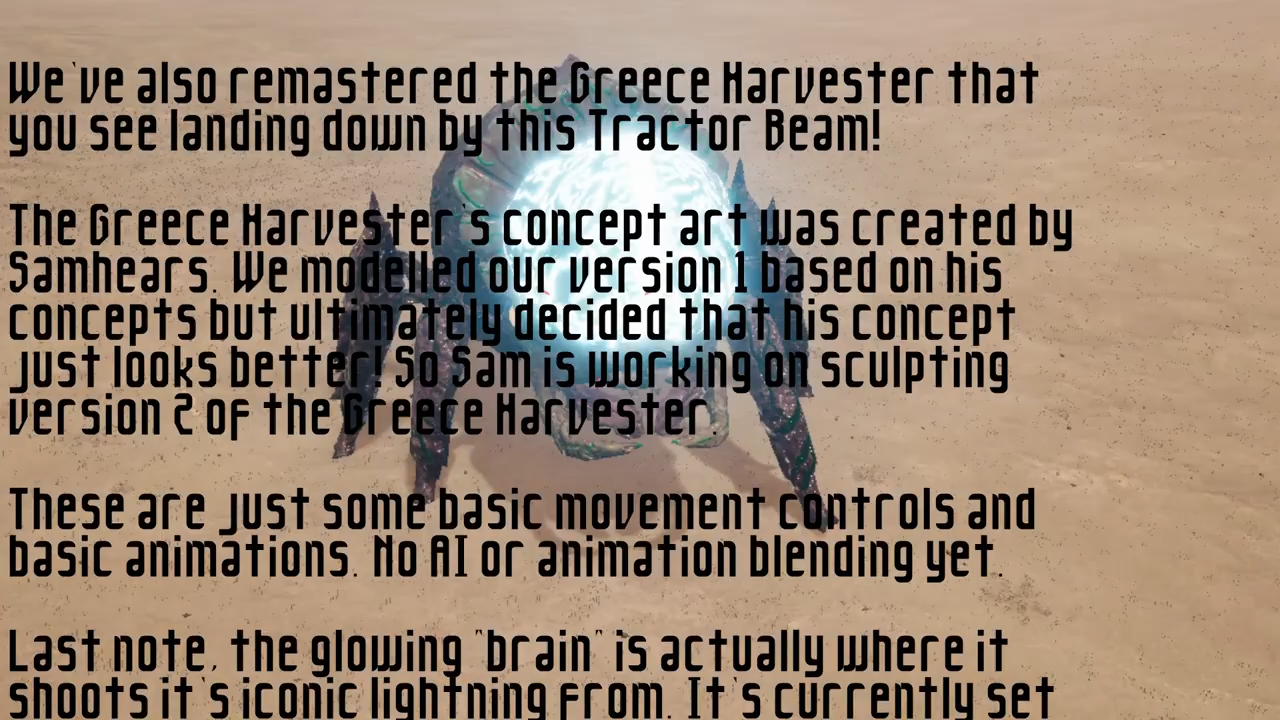 We've also remastered the Greece Harvester that
you see landing down by this Tractor Beam!
The Greece Harvester's concept art was created by
Samhears. We modelled our version 1 based on his
concepts but ultimately decided that his concept
just looks better! So Sam is working on sculpting
version 2 of the Greece Harvester.
These are just some basic movement controls and
basic animations. No AI or animation blending yet.
Last note, the glowing "brain" is actually where it
shoots it's iconic lightning from. It's currently set